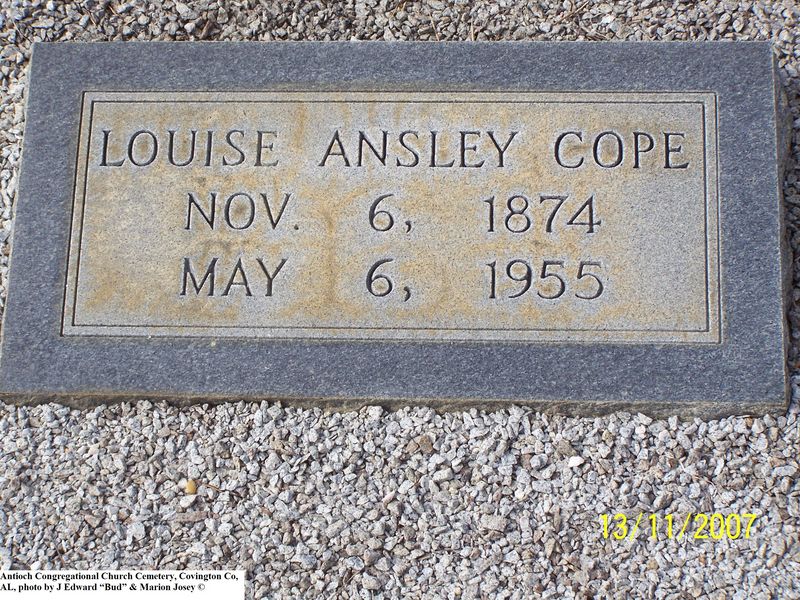 LOUISE ANSLEY COPE
NOV. 6, 1874
MAY 6, 1955
13/11/2007
Antioch Congregational Church Cemetery, Covington Co,
AL, photo by J Edward “Bud” & Marion Josey ©